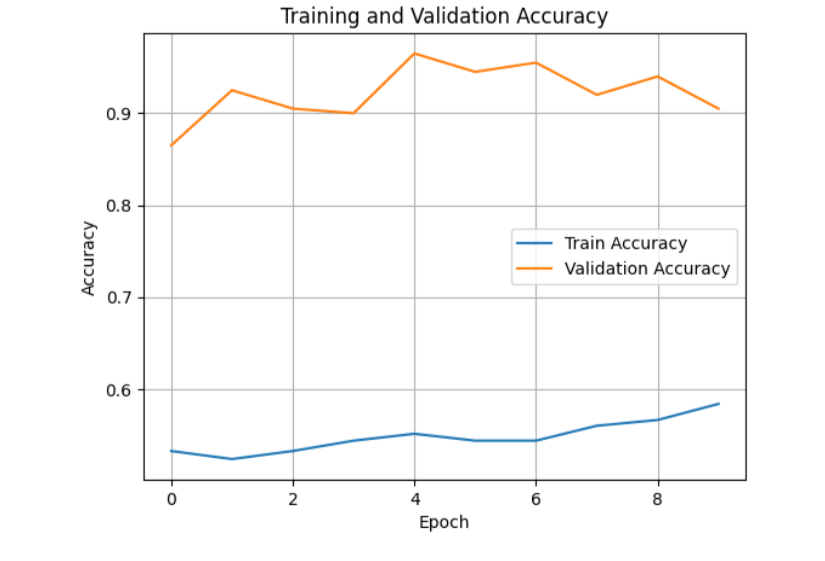 Training and Validation Accuracy
Accuracy
0.9
0.8
0.7
0.6
Train Accuracy
Validation Accuracy
0 2 4 6 8
Epoch